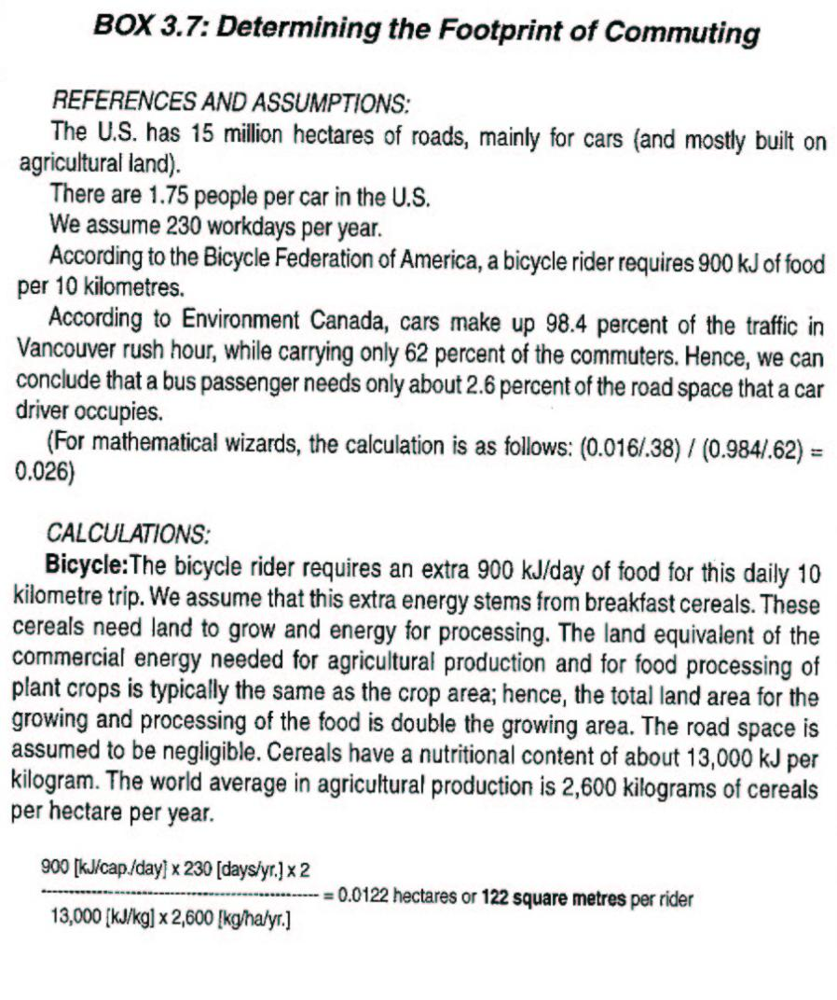 BOX 3.7: Determining the Footprint of Commuting
REFERENCES AND ASSUMPTIONS:
The U.S. has 15 million hectares of roads, mainly for cars (and mostly built on
agricultural land).
There are 1.75 people per car in the U.S.
We assume 230 workdays per year.
According to the Bicycle Federation of America, a bicycle rider requires 900 kJ of food
per 10 kilometres.
According to Environment Canada, cars make up 98.4 percent of the traffic in
Vancouver rush hour, while carrying only 62 percent of the commuters. Hence, we can
conclude that a bus passenger needs only about 2.6 percent of the road space that a car
driver occupies.
(For mathematical wizards, the calculation is as follows: (0.016/.38) / (0.984/.62) =
0.026)
CALCULATIONS:
Bicycle:The bicycle rider requires an extra 900 kJ/day of food for this daily 10
kilometre trip. We assume that this extra energy stems from breakfast cereals. These
cereals need land to grow and energy for processing. The land equivalent of the
commercial energy needed for agricultural production and for food processing of
plant crops is typically the same as the crop area; hence, the total land area for the
growing and processing of the food is double the growing area. The road space is
assumed to be negligible. Cereals have a nutritional content of about 13,000 kJ per
kilogram. The world average in agricultural production is 2,600 kilograms of cereals
per hectare per year.
900 [kJ/cap./day] x 230 [days/yr.] x 2
---------------------------------------- = 0.0122 hectares or 122 square metres per rider
13,000 [kJ/kg] x 2,600 [kg/ha/yr.]